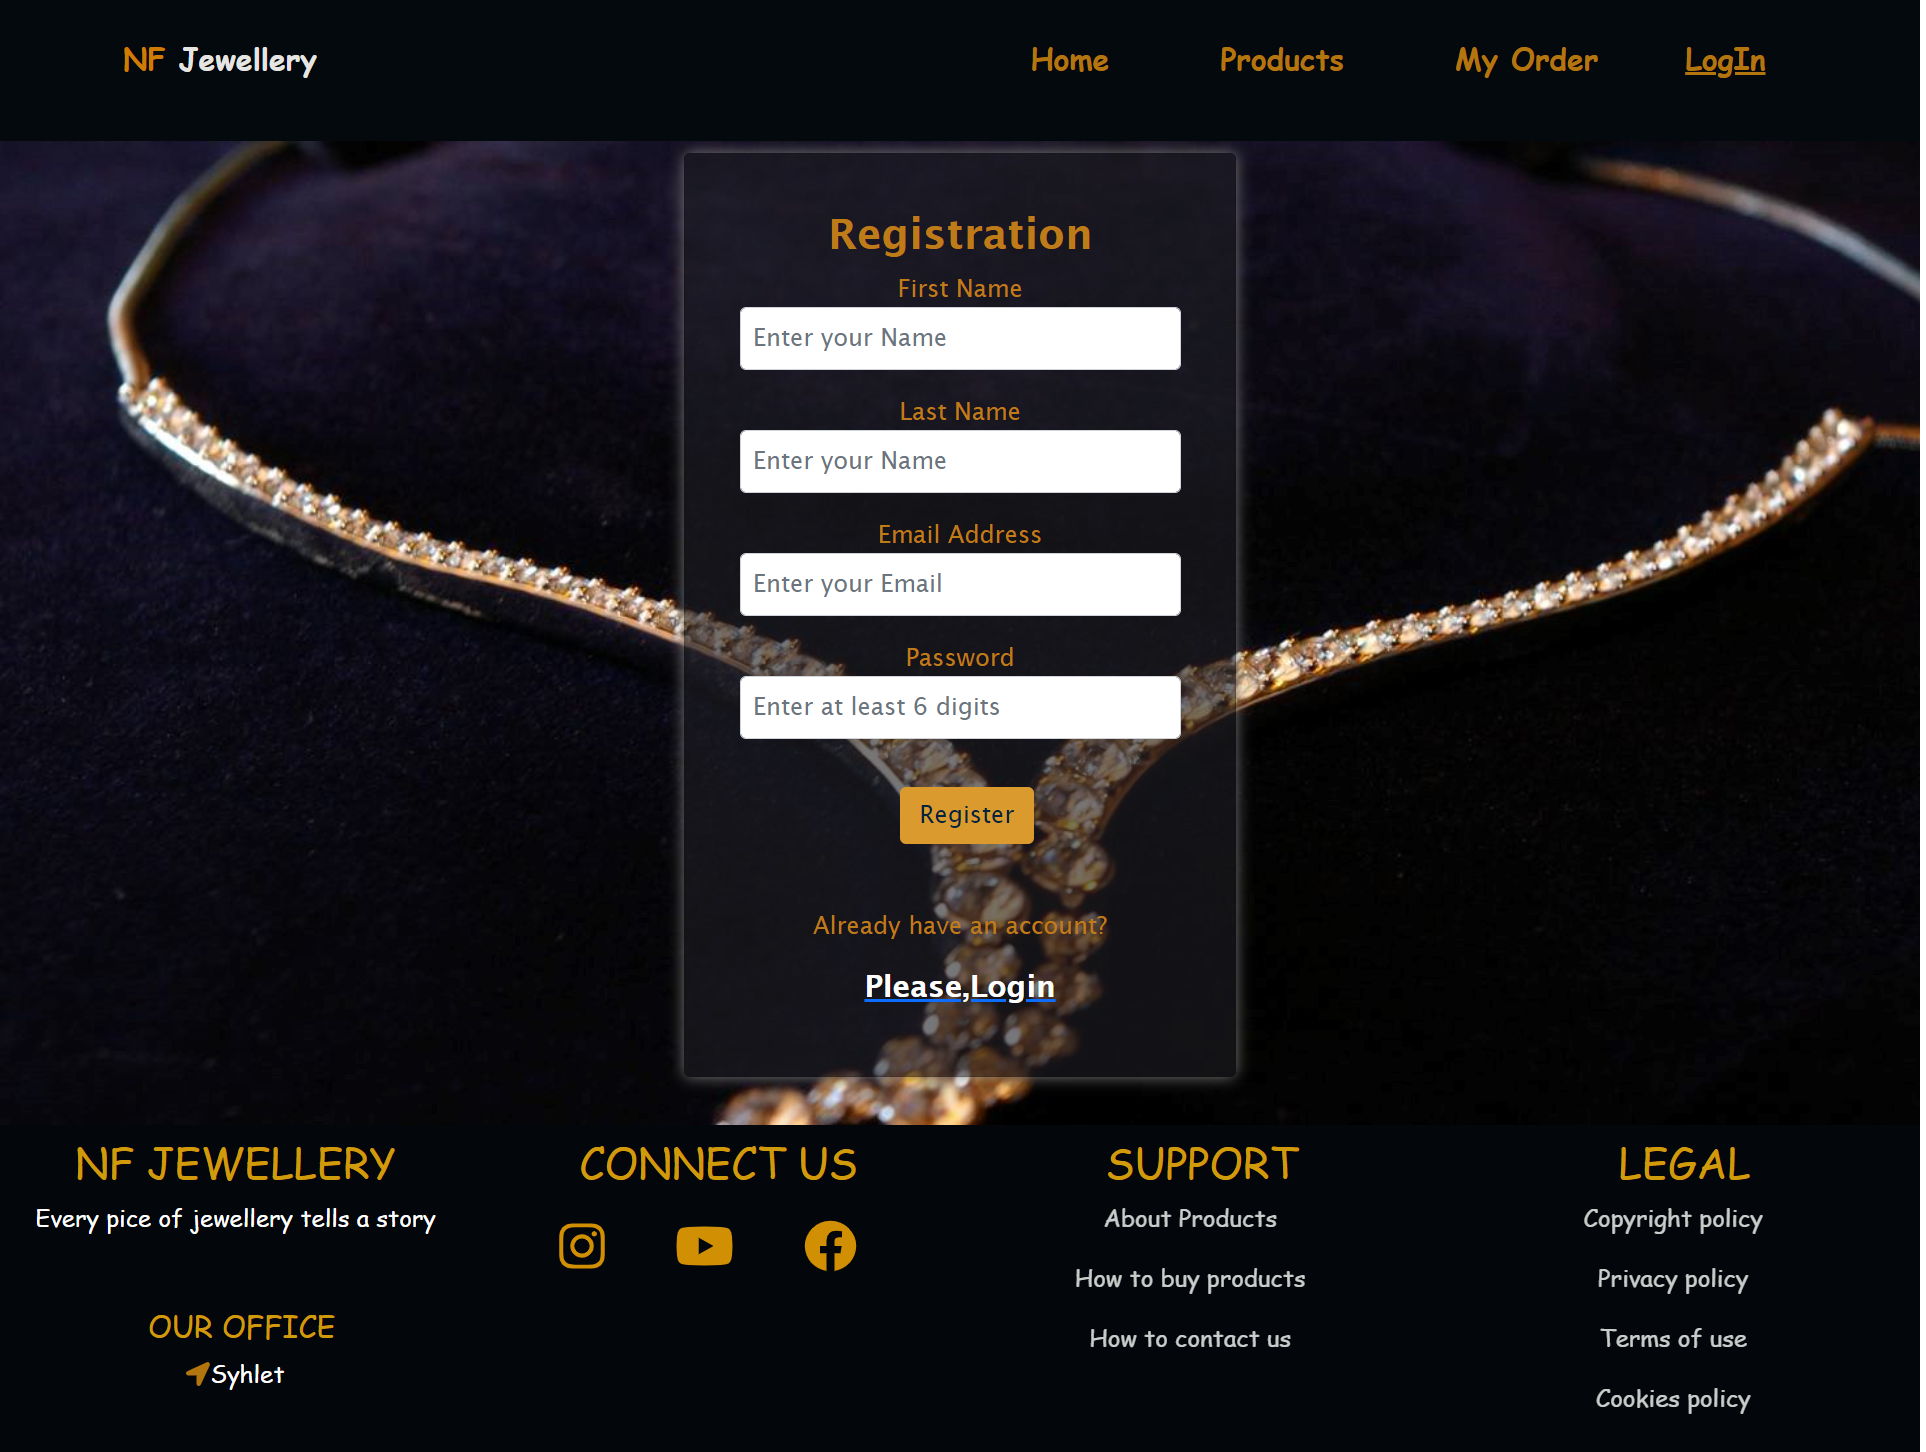 NF Jewellery
Home
Products
My Order
LogIn
Registration
First Name
Enter your Name
Last Name
Enter your Name
Email Address
Enter your Email
Password
Enter at least 6 digits
Register
Already have an account?
Please,Login
NF JEWELLERY
Every pice of jewellery tells a story
OUR OFFICE
Syhlet
CONNECT US
SUPPORT
About Products
How to buy products
How to contact us
LEGAL
Copyright policy
Privacy policy
Terms of use
Cookies policy